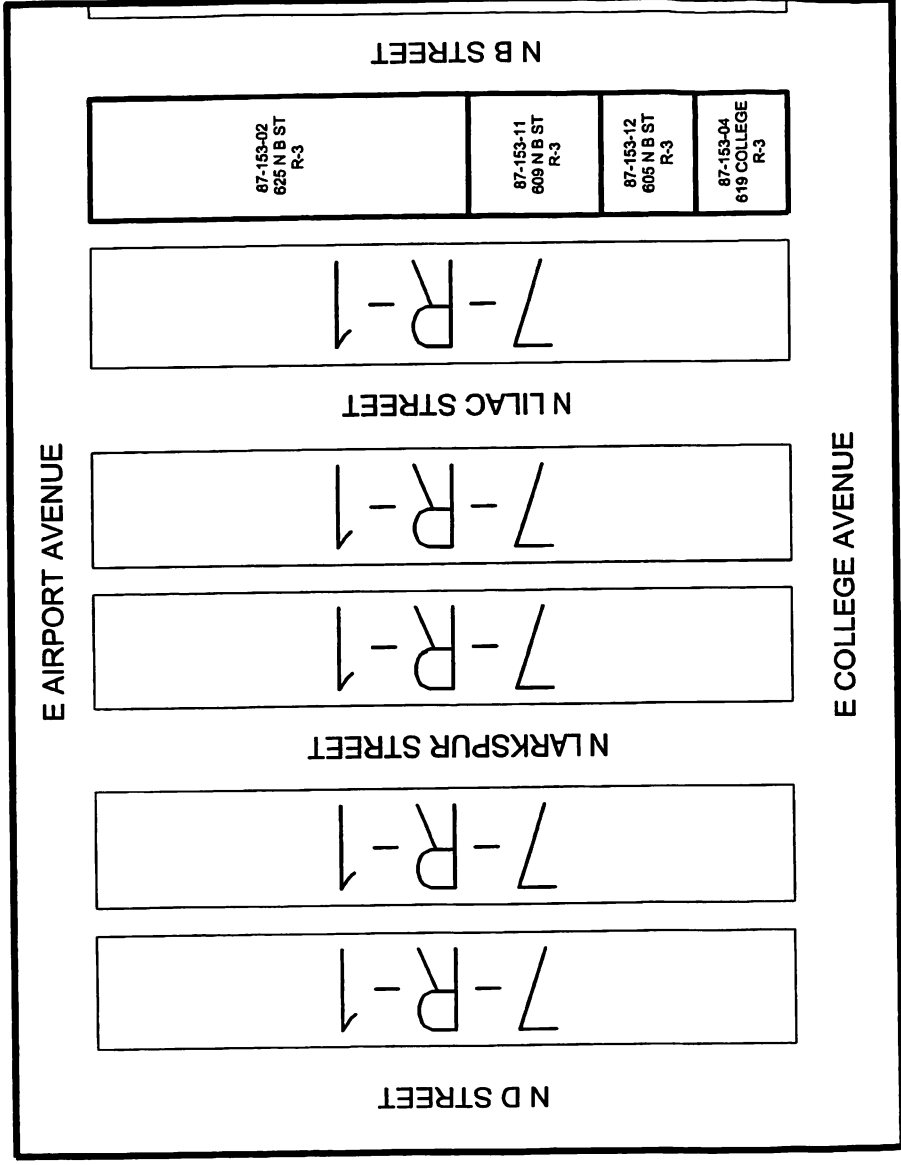 N B STREET
87-153-02
625 N B ST
R-3
87-153-11
609 N B ST
R-3
87-153-12
605 N B ST
R-3
87-153-04
619 COLLEGE
R-3
7-R-1
N LILAC STREET
E AIRPORT AVENUE
E COLLEGE AVENUE
7-R-1
7-R-1
N LARKSPUR STREET
7-R-1
7-R-1
N D STREET